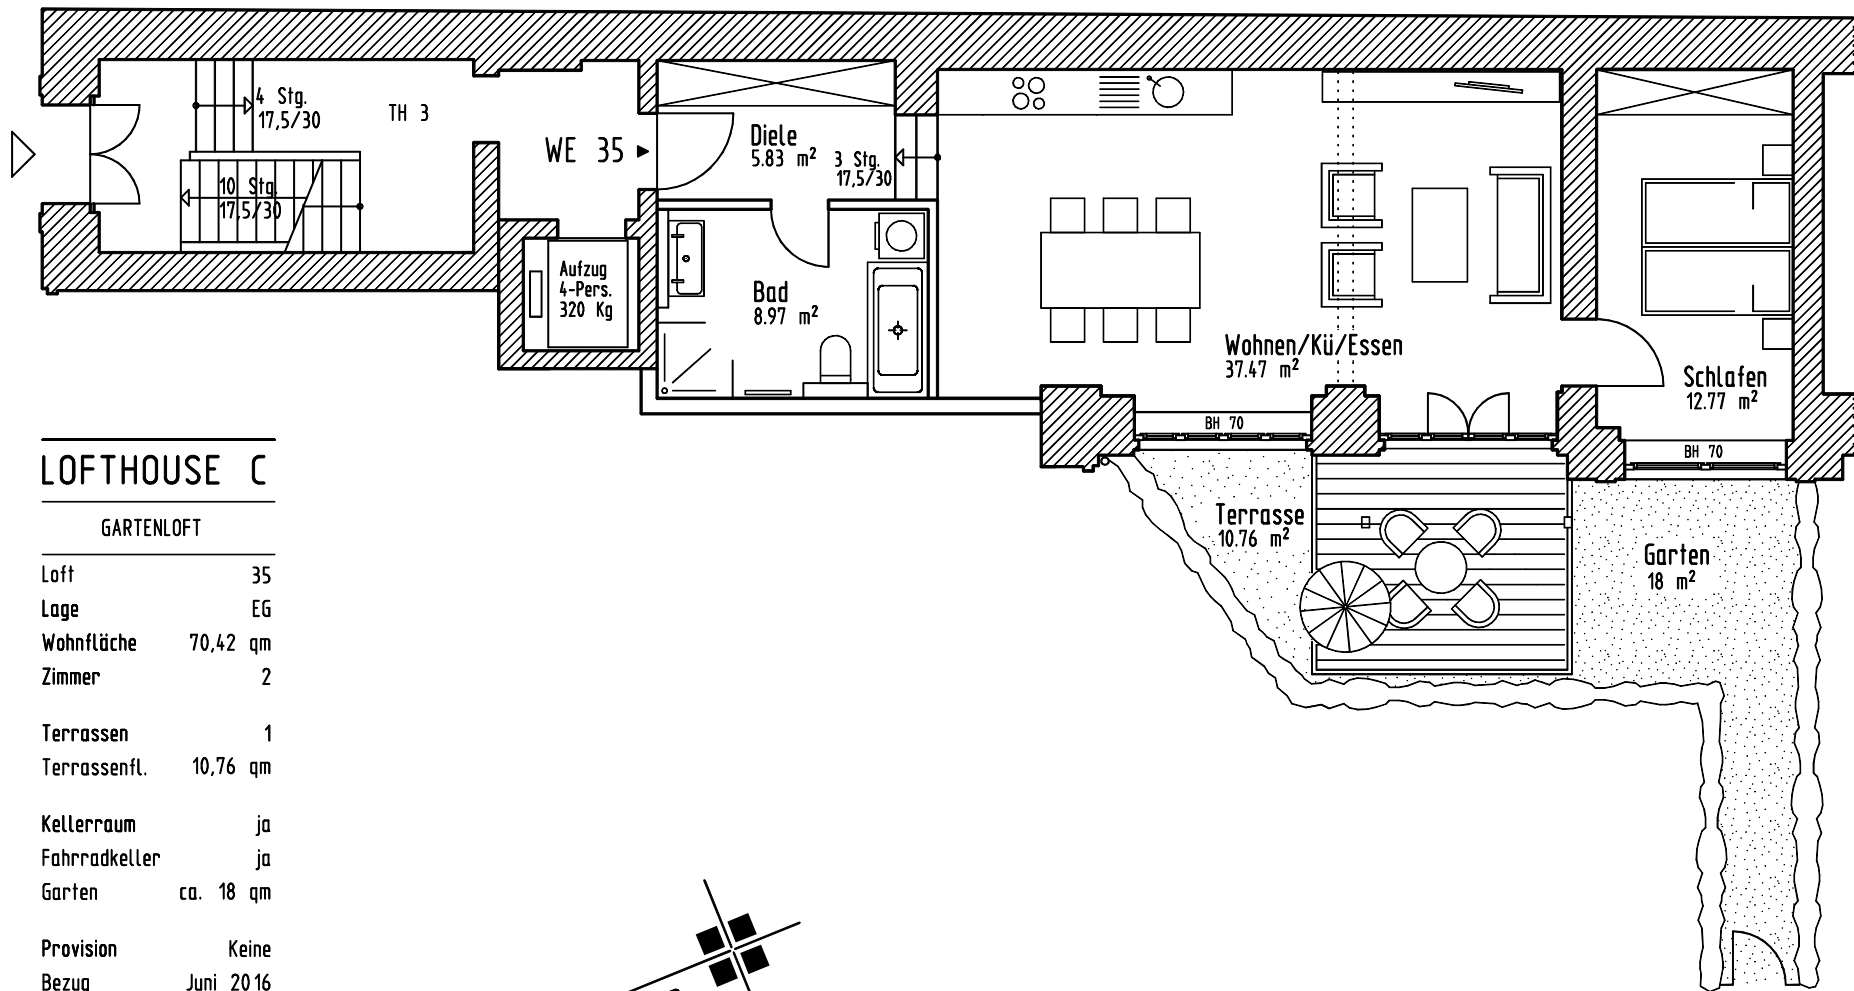 4 Stg.
17,5/30
TH 3
10 Stg.
17,5/30
WE 35
Diele
5.83 m²
3 Stg.
17,5/30
Aufzug
4-Pers.
320 Kg
Bad
8.97 m²
Wohnen/Kü/Essen
37.47 m²
Schlafen
12.77 m²
BH 70
BH 70
Terrasse
10.76 m²
Garten
18 m²
LOFTHOUSE C
GARTENLOFT
Loft 35
Lage EG
Wohnfläche 70,42 qm
Zimmer 2
Terrassen 1
Terrassenfl. 10,76 qm
Kellerraum ja
Fahrradkeller ja
Garten ca. 18 qm
Provision Keine
Bezug Juni 2016